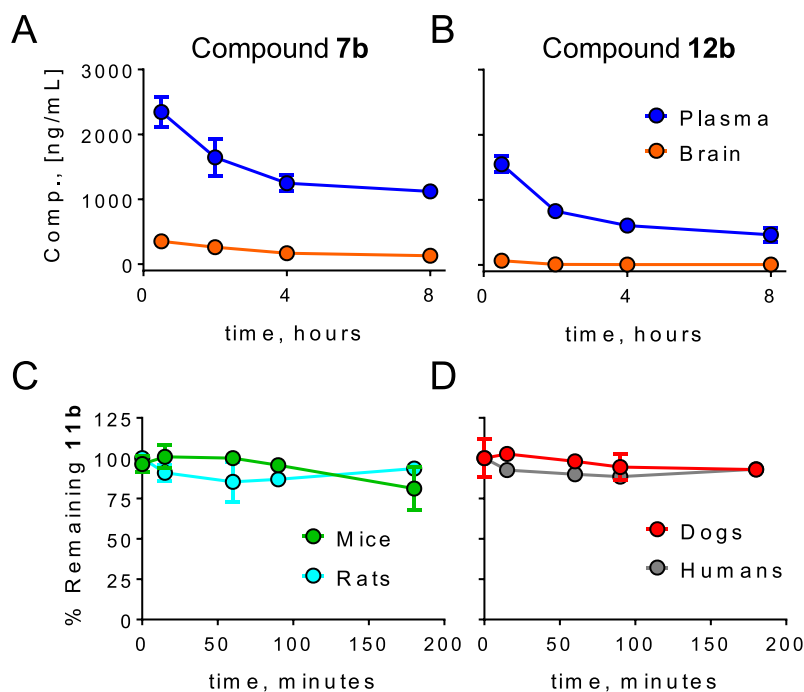 A
Compound 7b
B
Compound 12b
Comp., [ng/mL]
3000
2000
1000
0
Plasma
Brain
0
4
8
0
4
8
time, hours
time, hours
C
D
% Remaining 11b
125
100
75
50
25
0
Mice
Rats
Dogs
Humans
0
50
100
150
200
0
50
100
150
200
time, minutes
time, minutes